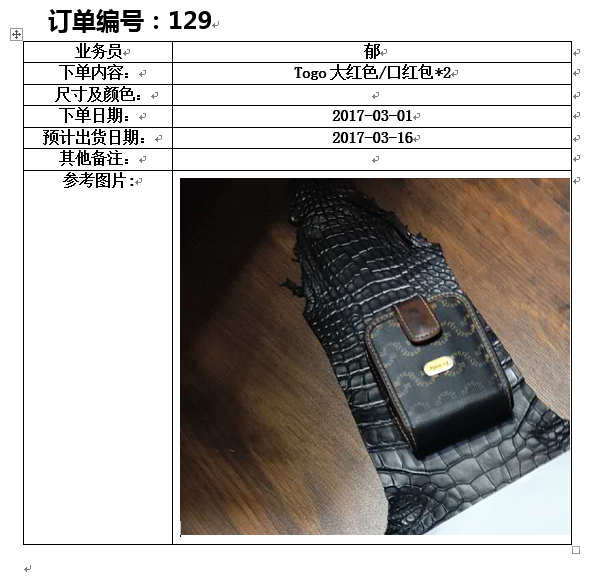 订单编号：129
业务员 郁
下单内容： Togo 大红色/口红包*2
尺寸及颜色：
下单日期： 2017-03-01
预计出货日期： 2017-03-16
其他备注：
参考图片: